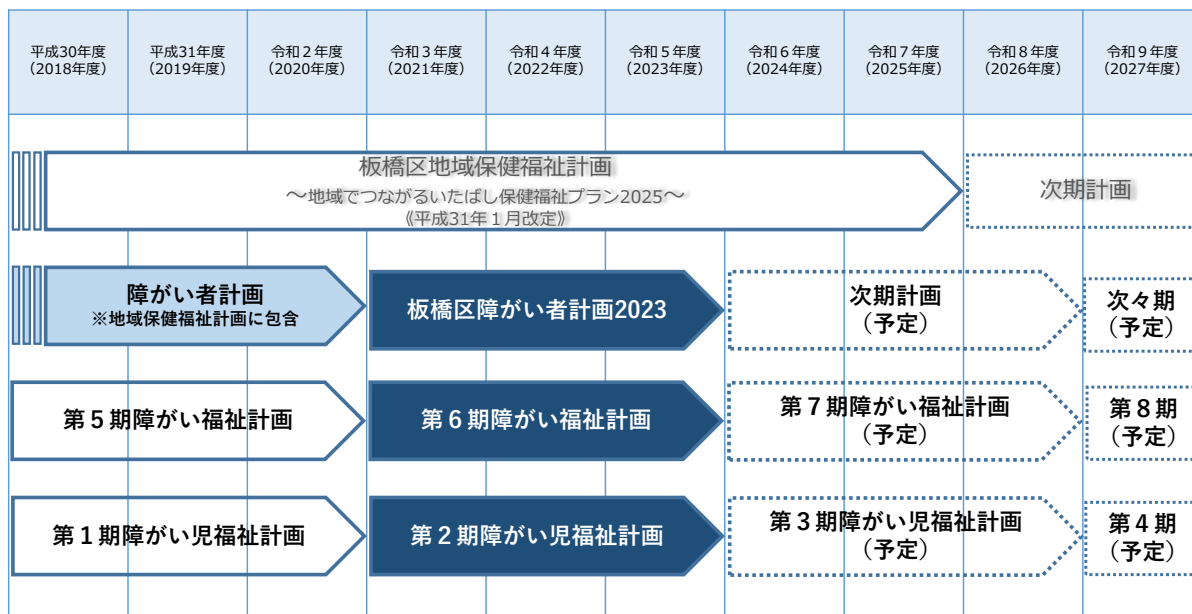 平成30年度
（2018年度）
平成31年度
（2019年度）
令和２年度
（2020年度）
令和３年度
（2021年度）
令和４年度
（2022年度）
令和５年度
（2023年度）
令和６年度
（2024年度）
令和７年度
（2025年度）
令和８年度
（2026年度）
令和９年度
（2027年度）
板橋区地域保健福祉計画
～地域でつながるいたばし保健福祉プラン2025～
《平成31年１月改定》
次期計画
障がい者計画
※地域保健福祉計画に包含
板橋区障がい者計画2023
次期計画
（予定）
次々期
（予定）
第５期障がい福祉計画
第６期障がい福祉計画
第７期障がい福祉計画
（予定）
第８期
（予定）
第１期障がい児福祉計画
第２期障がい児福祉計画
第３期障がい児福祉計画
（予定）
第４期
（予定）